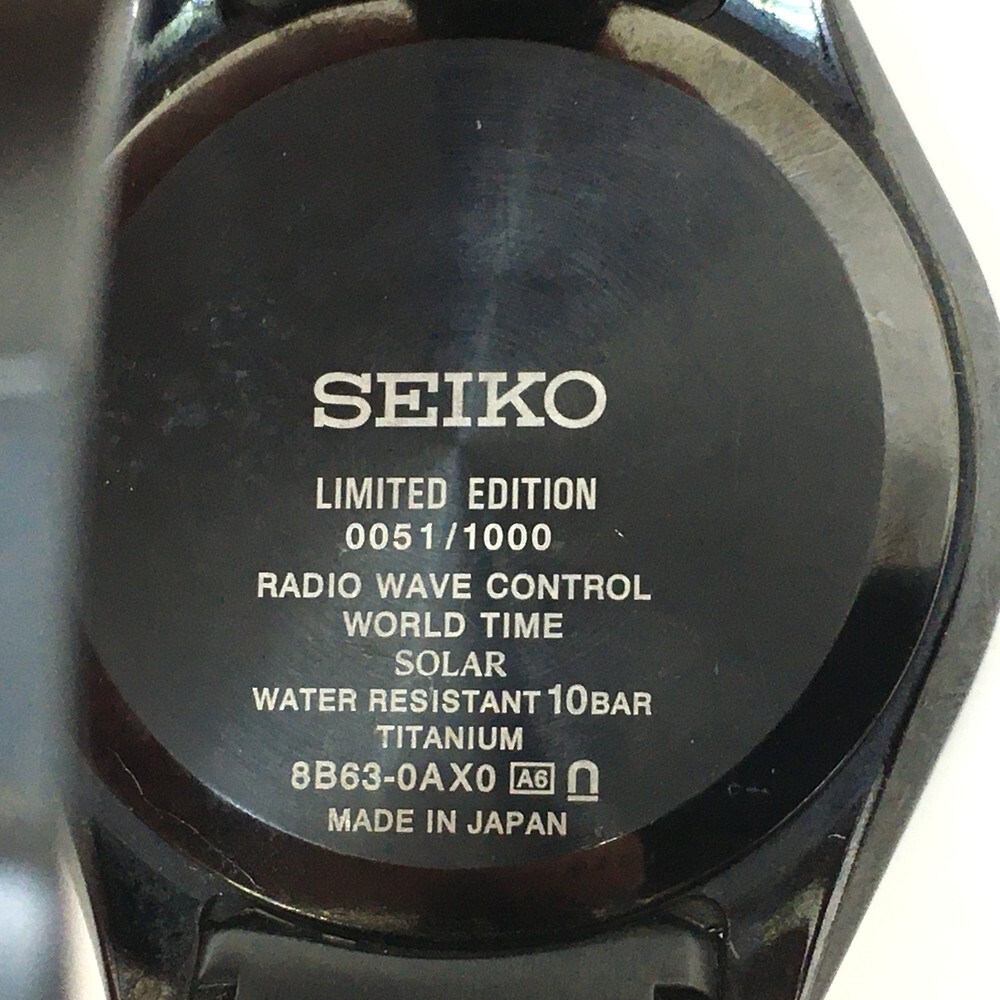 SEIKO
LIMITED EDITION
0051/1000
RADIO WAVE CONTROL
WORLD TIME
SOLAR
WATER RESISTANT 10BAR
TITANIUM
8B63-0AX0 A6
MADE IN JAPAN